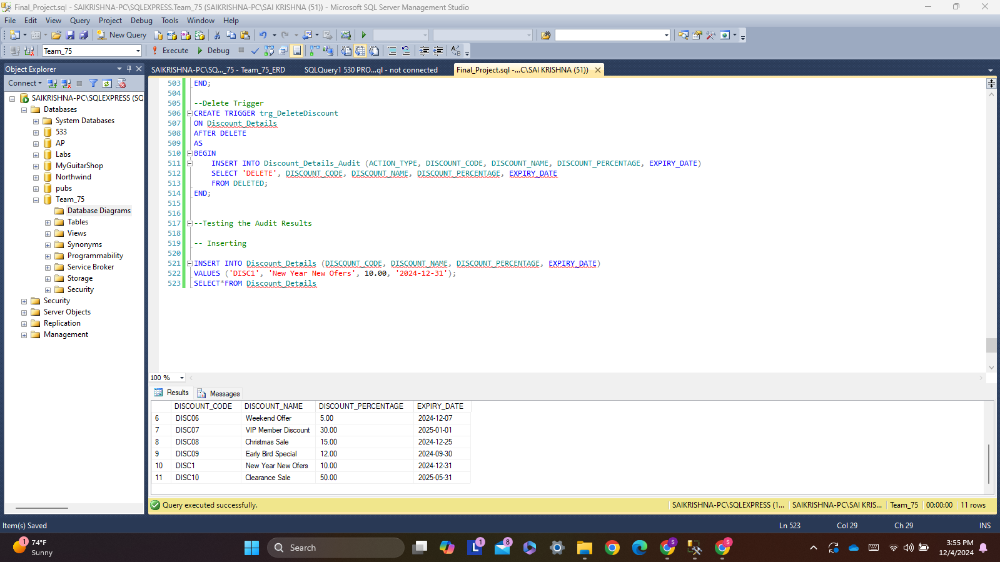 Final_Project.sql - SAIKRISHNA-PC\SQLEXPRESS.Team_75 (SAIKRISHNA-PC\SAI KRISHNA (51)) - Microsoft SQL Server Management Studio
File Edit View Query Project Debug Tools Window Help
New Query
Team_75 Execute Debug
Object Explorer
SAIKRISHNA-PC\SQ..._75 - Team_75_ERD SQLQuery1 530 PRO...ql - not connected Final_Project.sql -...C\SAI KRISHNA (51))
Connect
SAIKRISHNA-PC\SQLEXPRESS (SQ
Databases
System Databases
533
AP
Labs
MyGuitarShop
Northwind
pubs
Team_75
Database Diagrams
Tables
Views
Synonyms
Programmability
Service Broker
Storage
Security
Security
Server Objects
Replication
Management
503 END;
504
505 --Delete Trigger
506 CREATE TRIGGER trg_DeleteDiscount
507 ON Discount_Details
508 AFTER DELETE
509 AS
510 BEGIN
511 INSERT INTO Discount_Details_Audit (ACTION_TYPE, DISCOUNT_CODE, DISCOUNT_NAME, DISCOUNT_PERCENTAGE, EXPIRY_DATE)
512 SELECT 'DELETE', DISCOUNT_CODE, DISCOUNT_NAME, DISCOUNT_PERCENTAGE, EXPIRY_DATE
513 FROM DELETED;
514 END;
515
516
517 --Testing the Audit Results
518
519 -- Inserting
520
521 INSERT INTO Discount_Details (DISCOUNT_CODE, DISCOUNT_NAME, DISCOUNT_PERCENTAGE, EXPIRY_DATE)
522 VALUES ('DISC1', 'New Year New Ofers', 10.00, '2024-12-31');
523 SELECT*FROM Discount_Details
100 %
Results Messages
DISCOUNT_CODE DISCOUNT_NAME DISCOUNT_PERCENTAGE EXPIRY_DATE
6 DISC06 Weekend Offer 5.00 2024-12-07
7 DISC07 VIP Member Discount 30.00 2025-01-01
8 DISC08 Christmas Sale 15.00 2024-12-25
9 DISC09 Early Bird Special 12.00 2024-09-30
10 DISC1 New Year New Ofers 10.00 2024-12-31
11 DISC10 Clearance Sale 50.00 2025-05-31
Query executed successfully. SAIKRISHNA-PC\SQLEXPRESS (1... SAIKRISHNA-PC\SAI KRIS... Team_75 00:00:00 11 rows
Item(s) Saved Ln 523 Col 29 Ch 29 INS
1 74°F
Sunny
Search
1
8
S
S
3:55 PM
12/4/2024